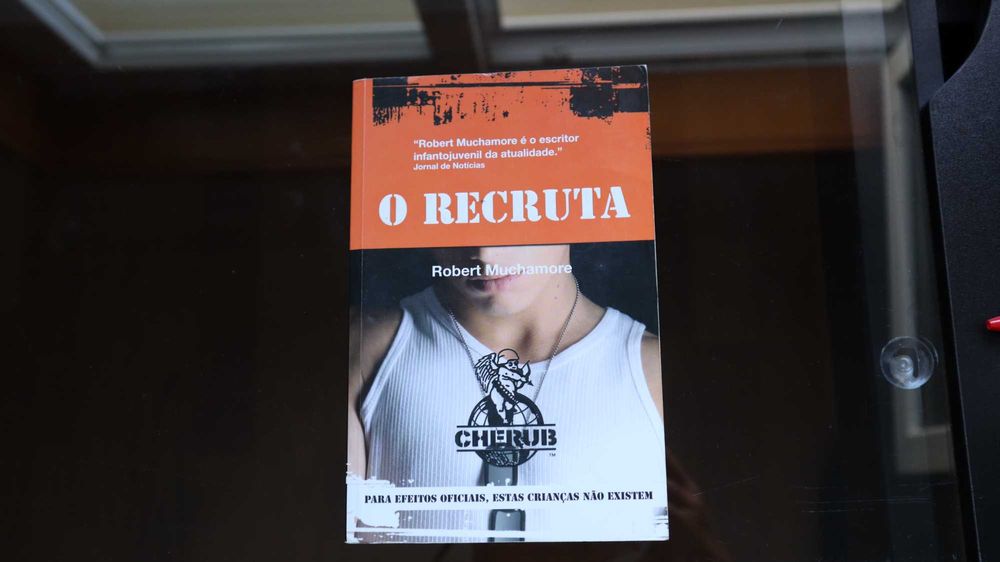 “Robert Muchamore é o escritor
infantojuvenil da atualidade.”
Jornal de Notícias
O RECRUTA
Robert Muchamore
CHERUB
TM
PARA EFEITOS OFICIAIS, ESTAS CRIANÇAS NÃO EXISTEM